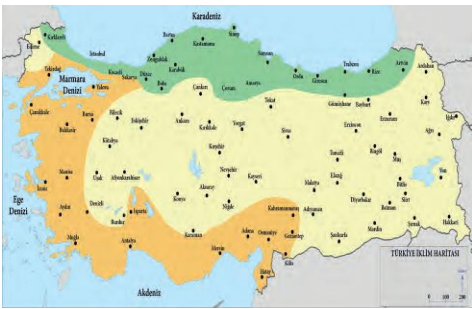 Karadeniz
Kırklareli
Edirne
Tekirdağ
İstanbul
Kocaeli
Sakarya
Düzce
Bolu
Zonguldak
Bartın
Karabük
Kastamonu
Sinop
Samsun
Çankırı
Çorum
Amasya
Tokat
Ordu
Giresun
Trabzon
Rize
Artvin
Ardahan
Gümüşhane
Bayburt
Kars
Iğdır
Marmara
Denizi
Yalova
Çanakkale
Balıkesir
Bursa
Bilecik
Eskişehir
Kütahya
Ankara
Kırıkkale
Yozgat
Sivas
Erzincan
Erzurum
Ağrı
Kırşehir
Tunceli
Bingöl
Muş
Ege
Denizi
Manisa
İzmir
Uşak
Afyonkarahisar
Nevşehir
Kayseri
Aksaray
Konya
Niğde
Malatya
Elazığ
Bitlis
Van
Diyarbakır
Siirt
Batman
Aydın
Denizli
Isparta
Burdur
Muğla
Antalya
Karaman
Mersin
Adana
Osmaniye
Kahramanmaraş
Adıyaman
Gaziantep
Kilis
Hatay
Şanlıurfa
Mardin
Şırnak
Hakkari
Akdeniz
TÜRKİYE İKLİM HARİTASI
0 100 200